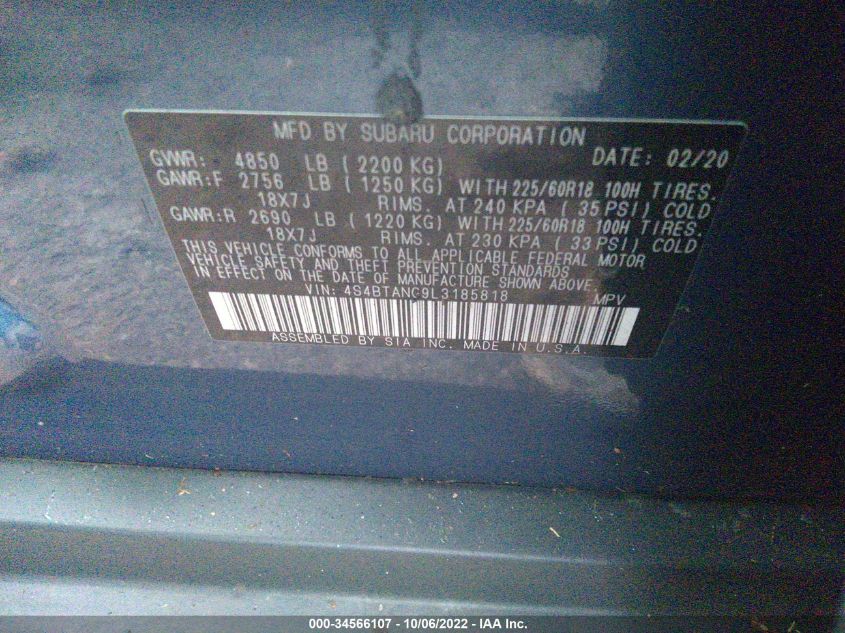 MFD BY SUBARU CORPORATION
GVWR: 4850 LB ( 2200 KG) DATE: 02/20
GAWR:F 2756 LB ( 1250 KG) WITH 225/60R18 100H TIRES.
18X7J RIMS. AT 240 KPA ( 35 PSI) COLD
GAWR:R 2690 LB ( 1220 KG) WITH 225/60R18 100H TIRES.
18X7J RIMS. AT 230 KPA ( 33 PSI) COLD
THIS VEHICLE CONFORMS TO ALL APPLICABLE FEDERAL MOTOR
VEHICLE SAFETY AND THEFT PREVENTION STANDARDS
IN EFFECT ON THE DATE OF MANUFACTURE SHOWN ABOVE.
VIN: 4S4BTANC9L3185818 MPV
ASSEMBLED BY SIA INC. MADE IN U.S.A.
000-34566107 - 10/06/2022 - IAA Inc.